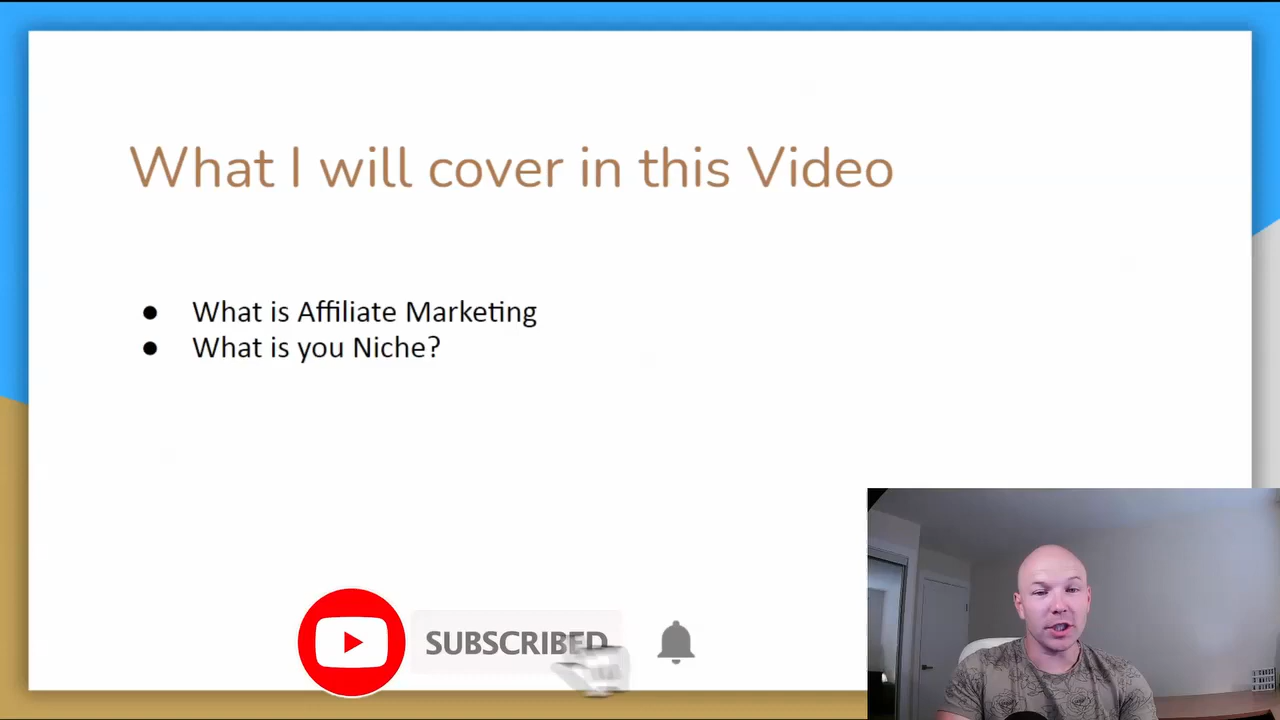 What I will cover in this Video
● What is Affiliate Marketing
● What is you Niche?
SUBSCRIBED